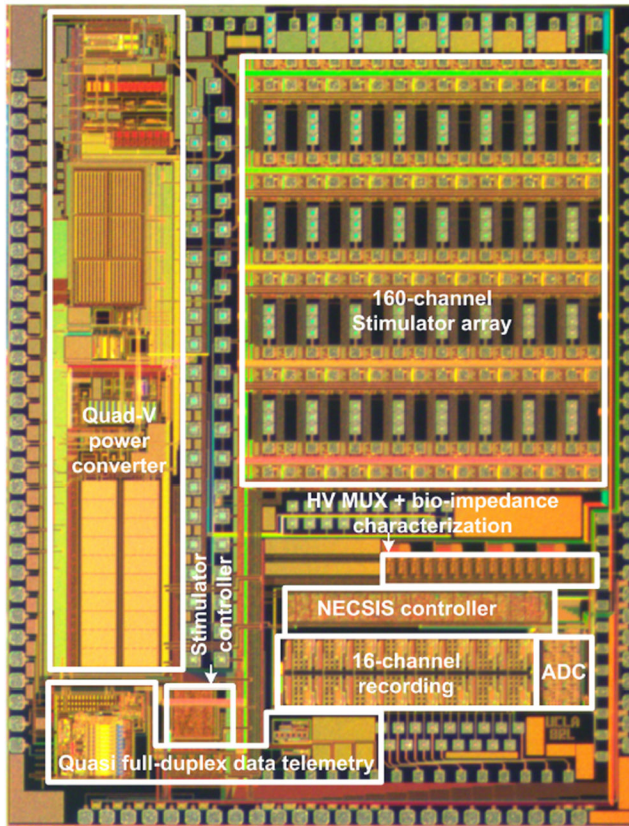 160-channel
Stimulator array
Quad-V
power
converter
HV MUX + bio-impedance
characterization
Stimulator
controller
NECSIS controller
16-channel
recording
ADC
UCLA
Quasi full-duplex data telemetry